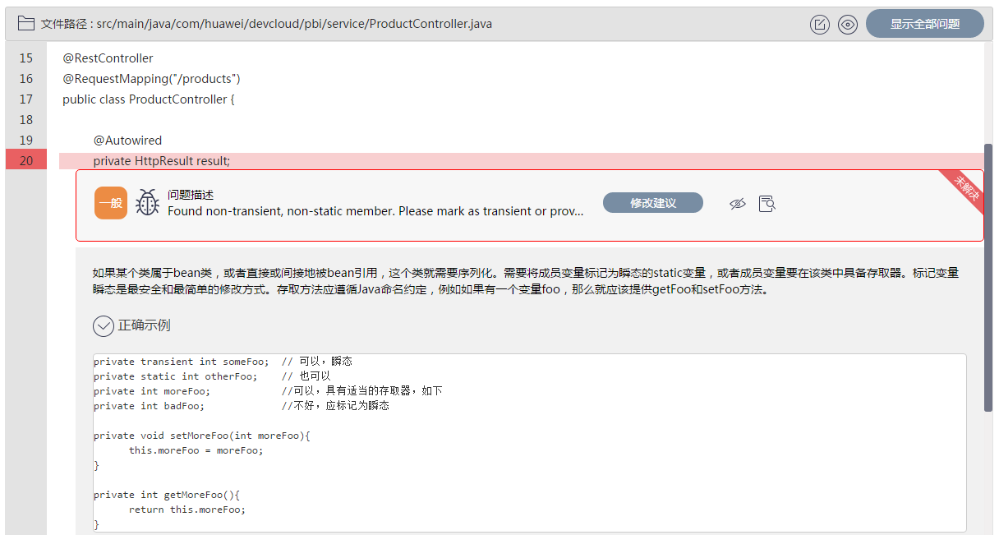 文件路径 : src/main/java/com/huawei/devcloud/pbi/service/ProductController.java
显示全部问题
15 @RestController
16 @RequestMapping("/products")
17 public class ProductController {
18
19 @Autowired
20 private HttpResult result;
一般
问题描述
Found non-transient, non-static member. Please mark as transient or prov...
修改建议
未解决
如果某个类属于bean类，或者直接或间接地被bean引用，这个类就需要序列化。需要将成员变量标记为瞬态的static变量，或者成员变量要在该类中具备存取器。标记变量
瞬态是最安全和最简单的修改方式。存取方法应遵循Java命名约定，例如如果有一个变量foo，那么就应该提供getFoo和setFoo方法。
正确示例
private transient int someFoo;  // 可以，瞬态
private static int otherFoo;    // 也可以
private int moreFoo;            //可以，具有适当的存取器，如下
private int badFoo;             //不好，应标记为瞬态
private void setMoreFoo(int moreFoo){
this.moreFoo = moreFoo;
}
private int getMoreFoo(){
return this.moreFoo;
}